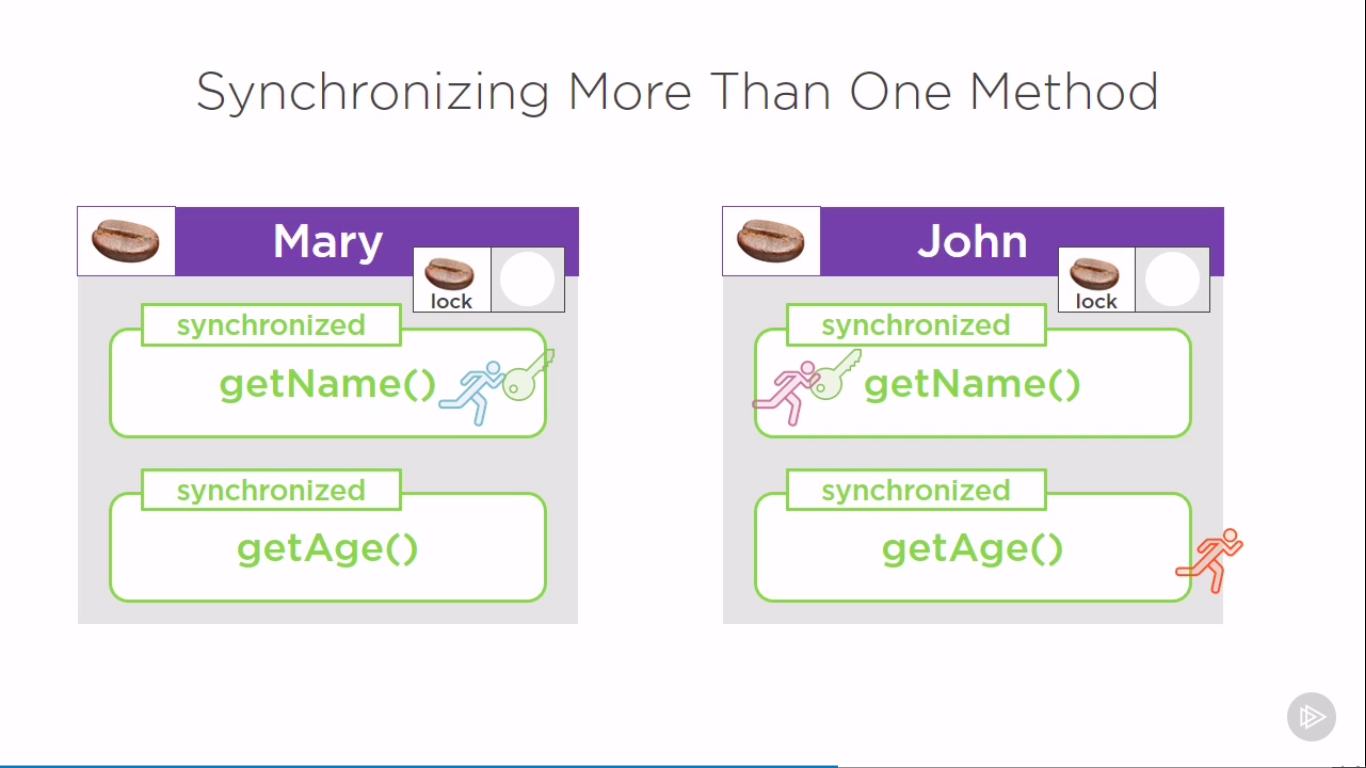 Synchronizing More Than One Method
Mary
lock
synchronized
getName()
synchronized
getAge()
John
lock
synchronized
getName()
synchronized
getAge()